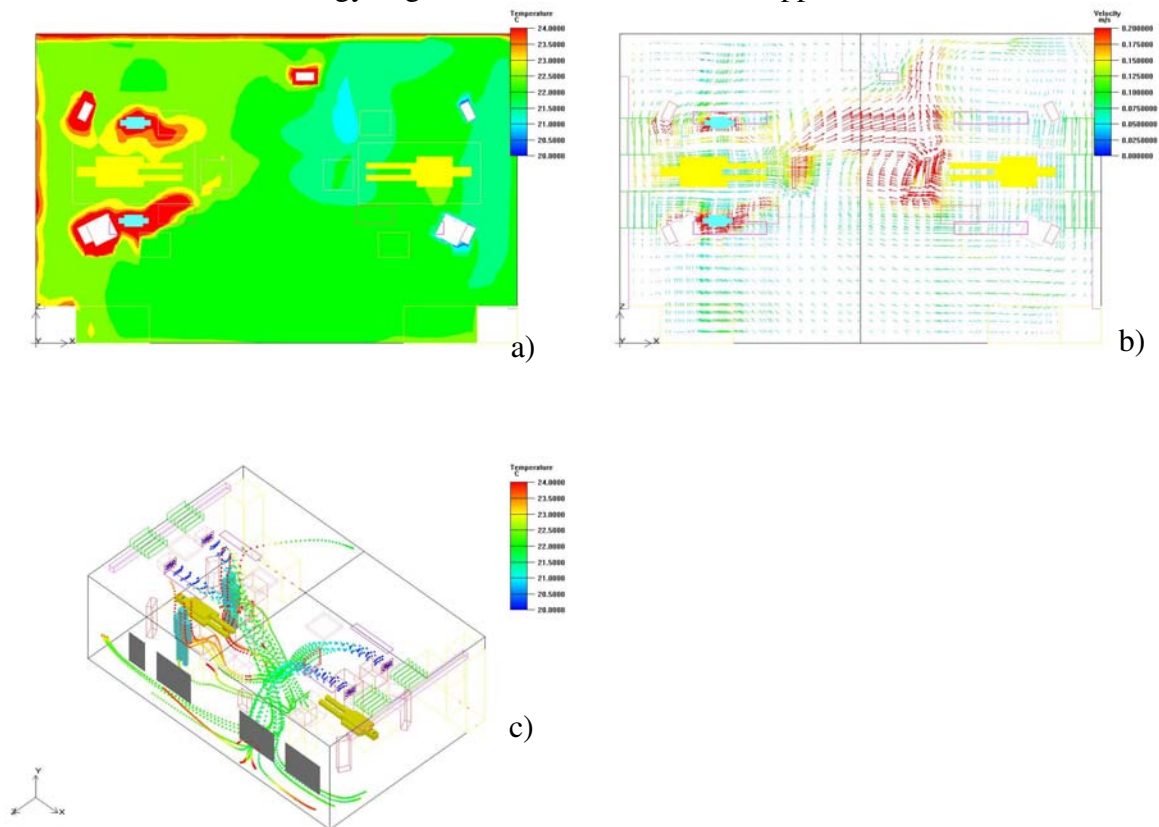 Temperature
C
24.0000
23.5000
23.0000
22.5000
22.0000
21.5000
21.0000
20.5000
20.0000
Z
Y X
a)
Velocity
m/s
0.200000
0.175000
0.150000
0.125000
0.100000
0.0750000
0.0500000
0.0250000
0.000000
Z
Y X
b)
Temperature
C
24.0000
23.5000
23.0000
22.5000
22.0000
21.5000
21.0000
20.5000
20.0000
c)
Y
Z X